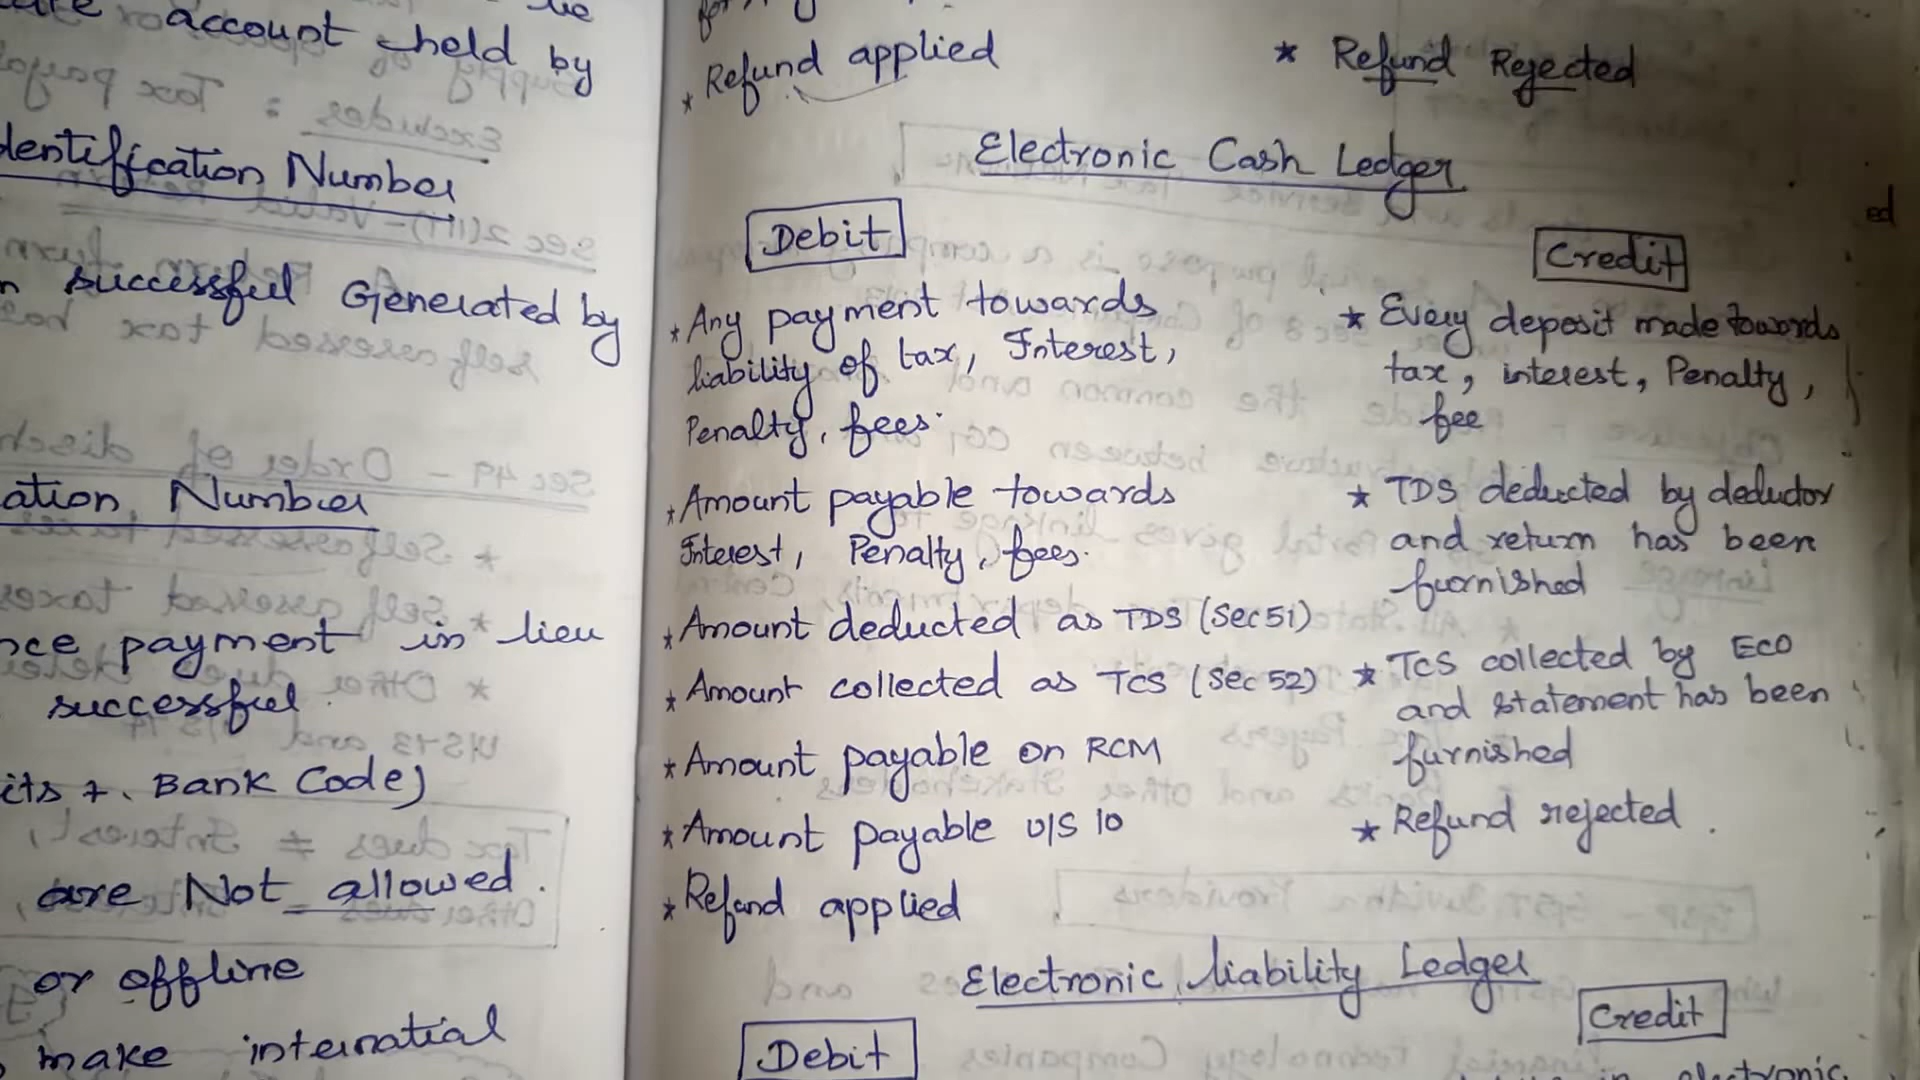 account held by
dentification Number
successful Generated by
ation Number
payment in lieu
successful.
its +. Bank Code)
are Not allowed.
or offline
make internatial
* Refund applied
* Refund Rejected
Electronic Cash Ledger
Debit
* Any payment towards
liability of tax, Interest,
Penalty, fees.
* Amount payable towards
Interest, Penalty, fees.
* Amount deducted as TDS (Sec 51)
* Amount collected as TCS (Sec 52)
* Amount payable on RCM
* Amount payable U/S 10
* Refund applied
Credit
* Every deposit made towards
tax, interest, Penalty,
fee
* TDS deducted by deductor
and return has been
furnished
* TCS collected by ECO
and statement has been
furnished
* Refund rejected.
Electronic liability Ledger
Debit
Credit